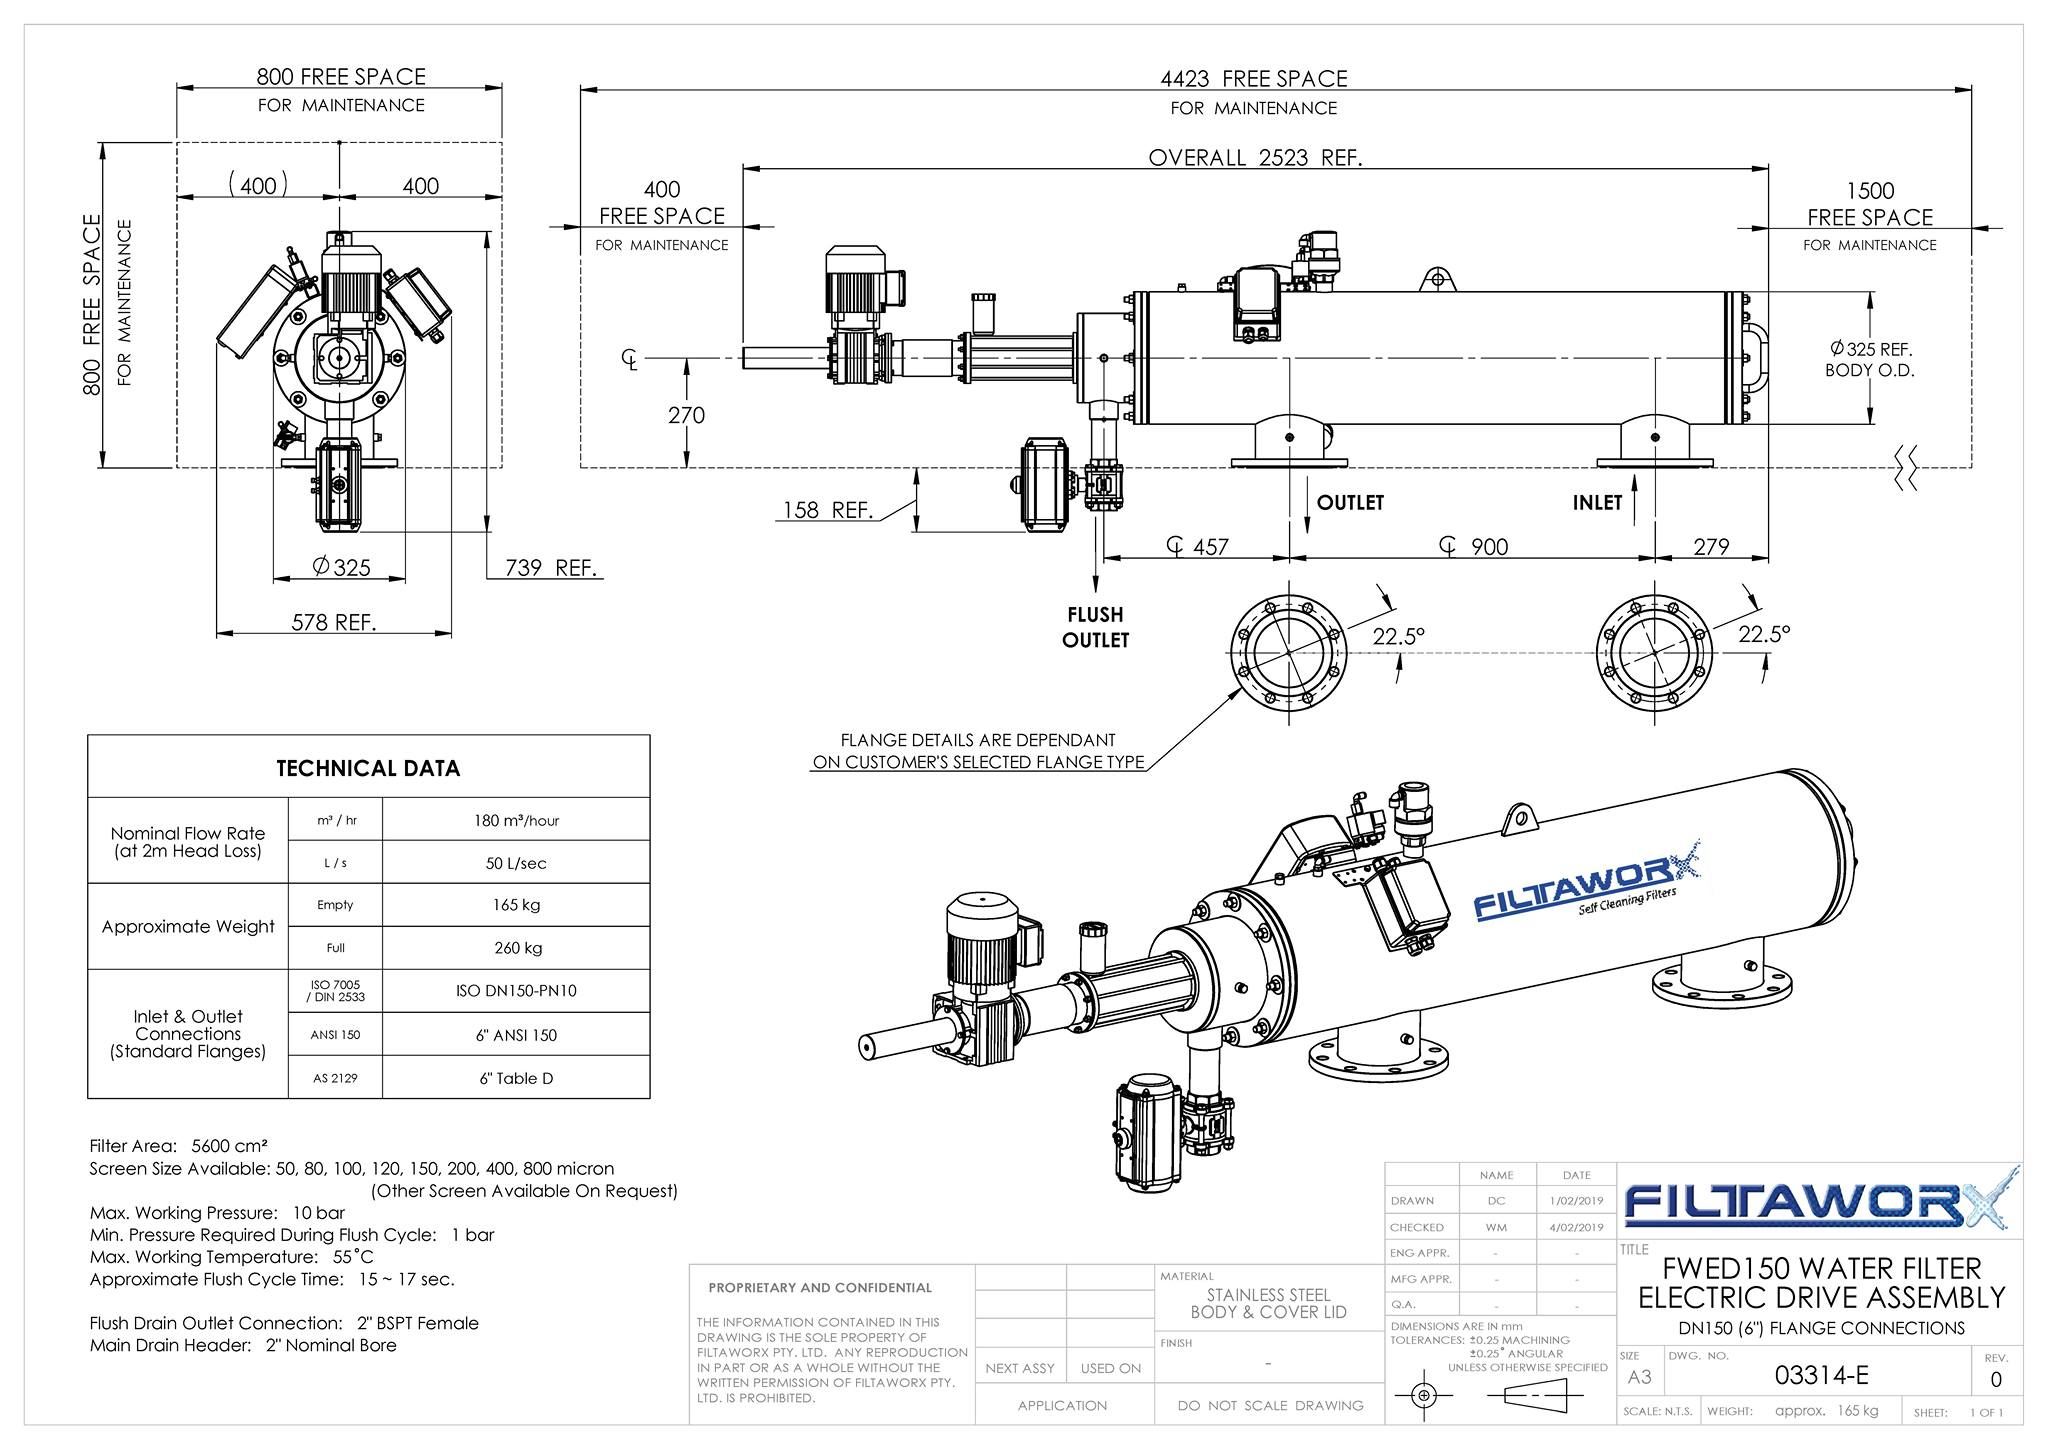 800 FREE SPACE
FOR MAINTENANCE
(400)
400
800 FREE SPACE
FOR MAINTENANCE
Ø325
739 REF.
578 REF.
4423 FREE SPACE
FOR MAINTENANCE
OVERALL 2523 REF.
400
FREE SPACE
FOR MAINTENANCE
1500
FREE SPACE
FOR MAINTENANCE
℄
270
158 REF.
Ø325 REF.
BODY O.D.
OUTLET
INLET
℄ 457
℄ 900
279
FLUSH
OUTLET
22.5°
22.5°
FLANGE DETAILS ARE DEPENDANT
ON CUSTOMER'S SELECTED FLANGE TYPE
TECHNICAL DATA
Nominal Flow Rate
(at 2m Head Loss)
m³ / hr
180 m³/hour
L / s
50 L/sec
Approximate Weight
Empty
165 kg
Full
260 kg
Inlet & Outlet
Connections
(Standard Flanges)
ISO 7005
/ DIN 2533
ISO DN150-PN10
ANSI 150
6" ANSI 150
AS 2129
6" Table D
Filter Area: 5600 cm²
Screen Size Available: 50, 80, 100, 120, 150, 200, 400, 800 micron
(Other Screen Available On Request)
Max. Working Pressure: 10 bar
Min. Pressure Required During Flush Cycle: 1 bar
Max. Working Temperature: 55°C
Approximate Flush Cycle Time: 15 ~ 17 sec.
Flush Drain Outlet Connection: 2" BSPT Female
Main Drain Header: 2" Nominal Bore
FILTAWORX
Self Cleaning Filters
PROPRIETARY AND CONFIDENTIAL
THE INFORMATION CONTAINED IN THIS
DRAWING IS THE SOLE PROPERTY OF
FILTAWORX PTY. LTD. ANY REPRODUCTION
IN PART OR AS A WHOLE WITHOUT THE
WRITTEN PERMISSION OF FILTAWORX PTY.
LTD. IS PROHIBITED.
NEXT ASSY
USED ON
APPLICATION
MATERIAL
STAINLESS STEEL
BODY & COVER LID
FINISH
-
DO NOT SCALE DRAWING
NAME
DATE
DRAWN
DC
1/02/2019
CHECKED
WM
4/02/2019
ENG APPR.
-
-
MFG APPR.
-
-
Q.A.
-
-
DIMENSIONS ARE IN mm
TOLERANCES: ±0.25 MACHINING
±0.25° ANGULAR
UNLESS OTHERWISE SPECIFIED
FILTAWORX
TITLE
FWED150 WATER FILTER
ELECTRIC DRIVE ASSEMBLY
DN150 (6") FLANGE CONNECTIONS
SIZE
A3
DWG. NO.
03314-E
REV.
0
SCALE: N.T.S.
WEIGHT: approx. 165 kg
SHEET: 1 OF 1